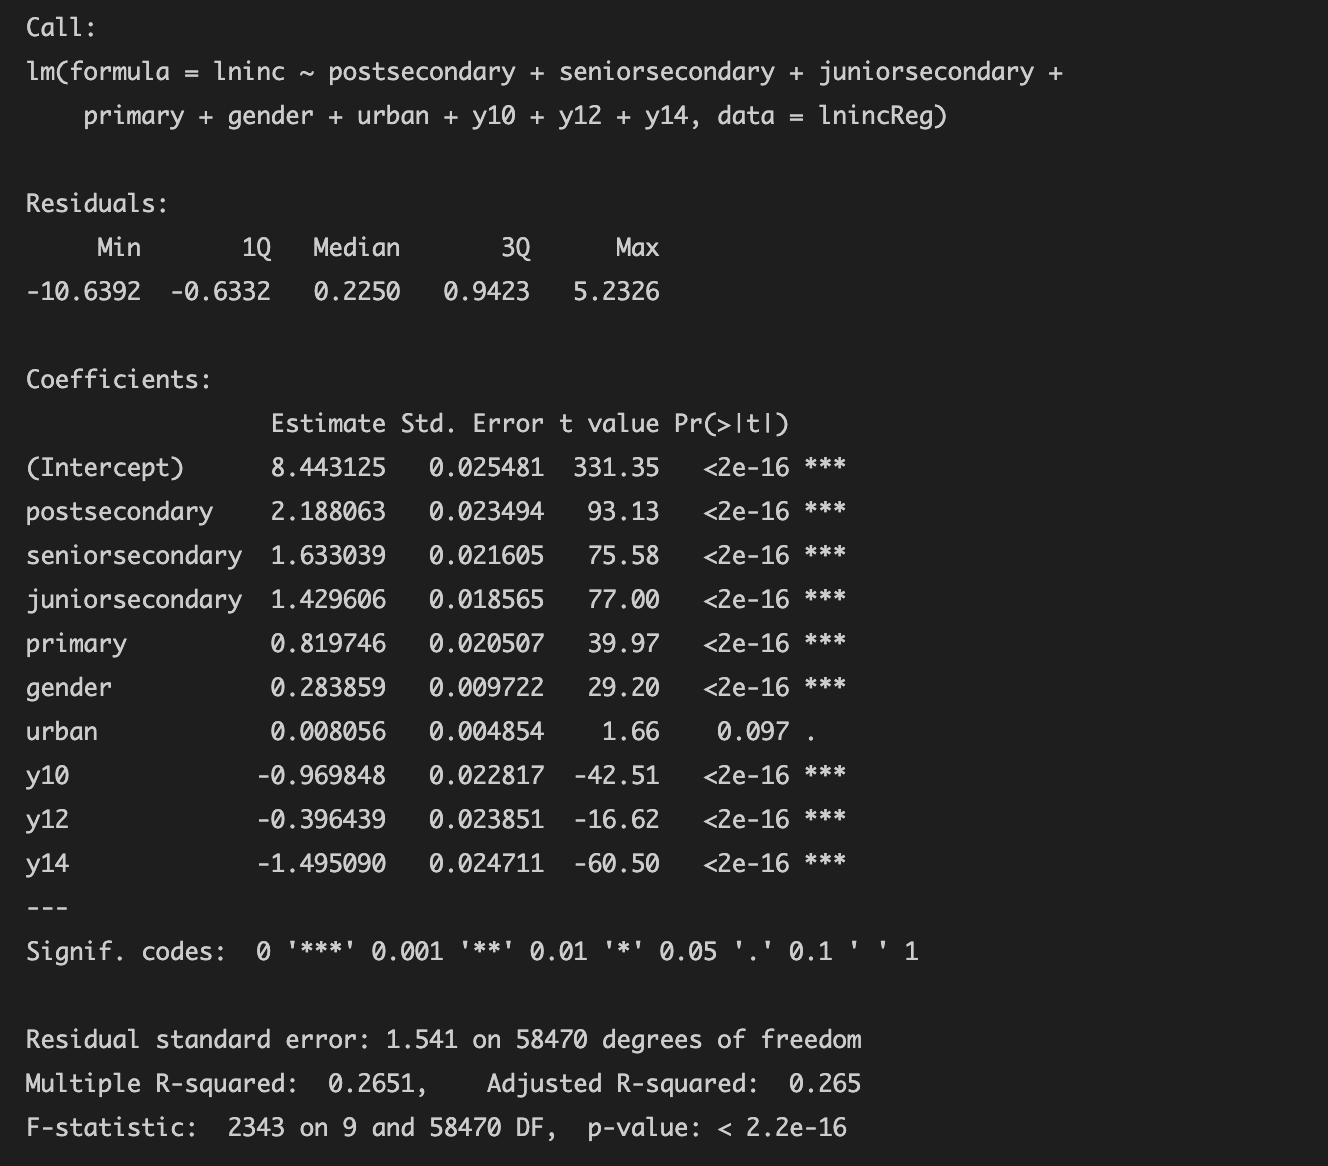 Call:
lm(formula = lninc ~ postsecondary + seniorsecondary + juniorsecondary +
    primary + gender + urban + y10 + y12 + y14, data = lnincReg)
Residuals:
     Min       1Q   Median       3Q      Max
-10.6392  -0.6332   0.2250   0.9423   5.2326
Coefficients:
                 Estimate Std. Error t value Pr(>|t|)
(Intercept)      8.443125   0.025481  331.35   <2e-16 ***
postsecondary    2.188063   0.023494   93.13   <2e-16 ***
seniorsecondary  1.633039   0.021605   75.58   <2e-16 ***
juniorsecondary  1.429606   0.018565   77.00   <2e-16 ***
primary          0.819746   0.020507   39.97   <2e-16 ***
gender           0.283859   0.009722   29.20   <2e-16 ***
urban            0.008056   0.004854    1.66    0.097 .
y10             -0.969848   0.022817  -42.51   <2e-16 ***
y12             -0.396439   0.023851  -16.62   <2e-16 ***
y14             -1.495090   0.024711  -60.50   <2e-16 ***
---
Signif. codes:  0 '***' 0.001 '**' 0.01 '*' 0.05 '.' 0.1 ' ' 1
Residual standard error: 1.541 on 58470 degrees of freedom
Multiple R-squared:  0.2651,    Adjusted R-squared:  0.265
F-statistic:  2343 on 9 and 58470 DF,  p-value: < 2.2e-16